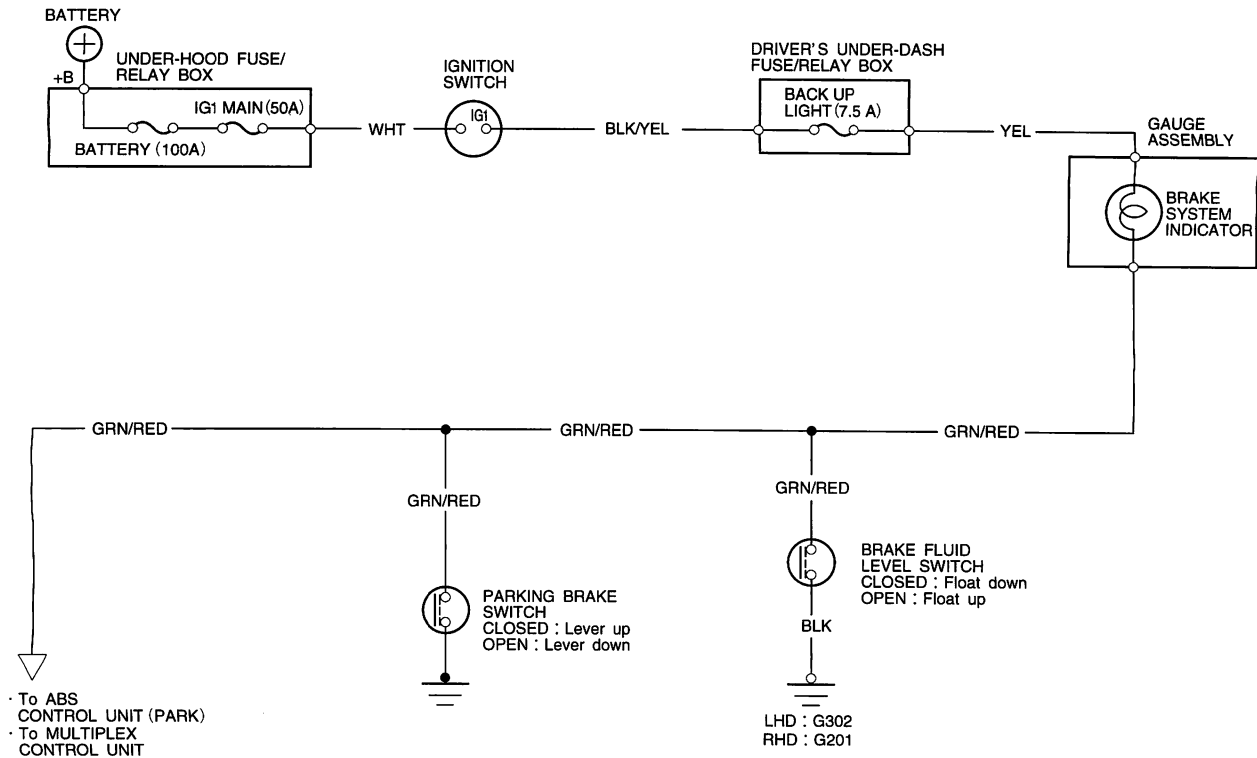 BATTERY
+B
UNDER-HOOD FUSE/
RELAY BOX
IG1 MAIN (50A)
BATTERY (100A)
WHT
IGNITION
SWITCH
IG1
BLK/YEL
DRIVER'S UNDER-DASH
FUSE/RELAY BOX
BACK UP
LIGHT (7.5 A)
YEL
GAUGE
ASSEMBLY
BRAKE
SYSTEM
INDICATOR
GRN/RED
GRN/RED
GRN/RED
GRN/RED
GRN/RED
PARKING BRAKE
SWITCH
CLOSED : Lever up
OPEN : Lever down
BRAKE FLUID
LEVEL SWITCH
CLOSED : Float down
OPEN : Float up
BLK
LHD : G302
RHD : G201
· To ABS
CONTROL UNIT (PARK)
· To MULTIPLEX
CONTROL UNIT